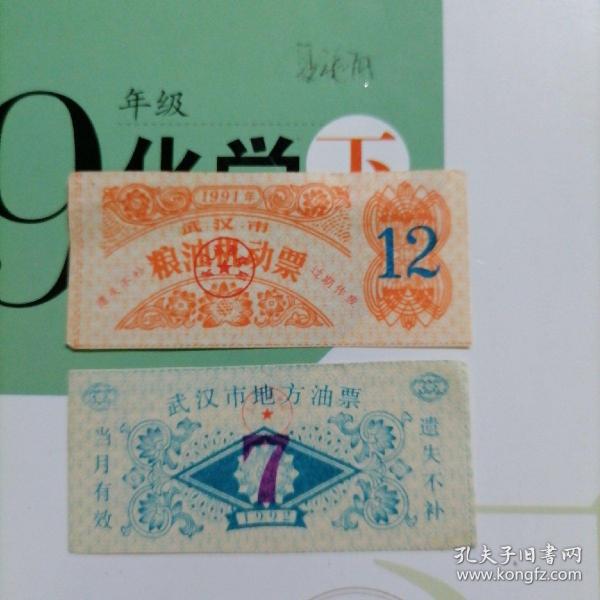 年级
9 化学 下
1991年
武汉市
粮油机动票
遗失不补
过期作废
12
武汉市地方油票
当月有效
7
遗失不补
1992
孔夫子旧书网
www.kongfz.com